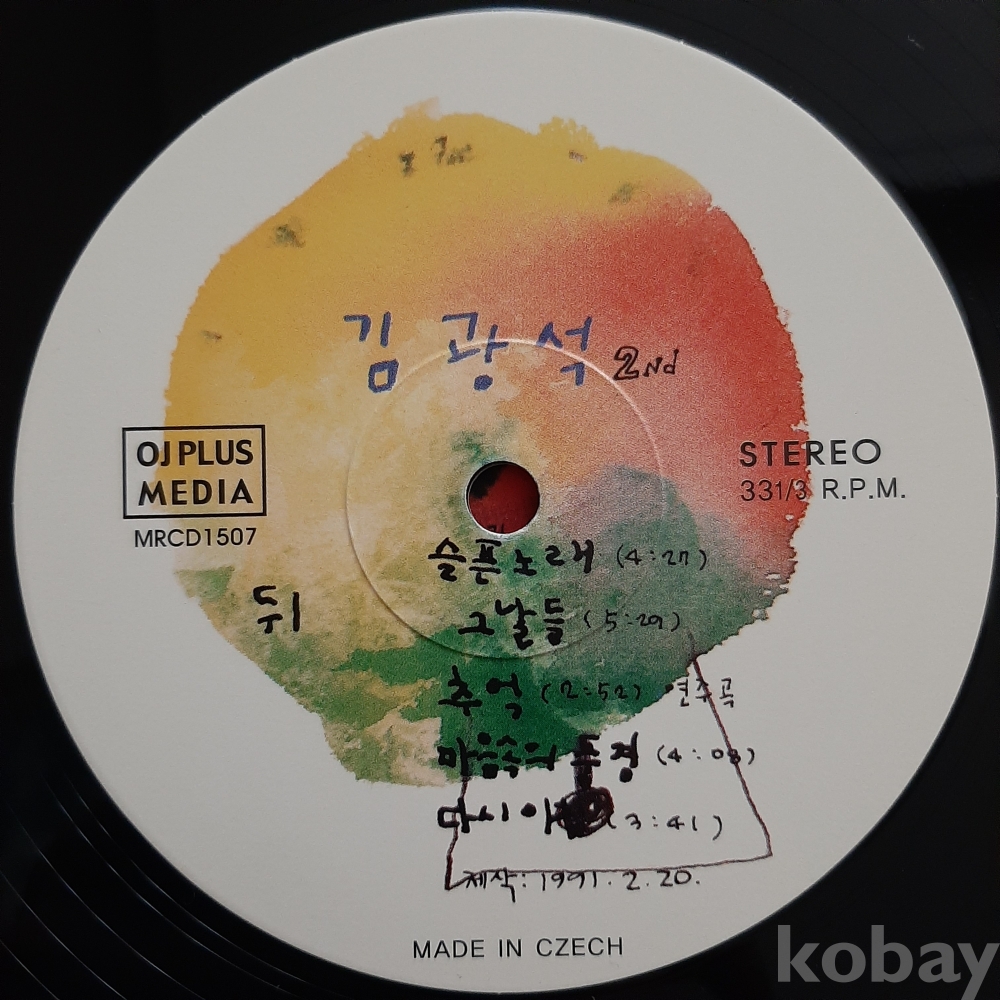 김광석 2Nd
OJ PLUS
MEDIA
MRCD1507
STEREO
331/3 R.P.M.
뒤
슬픈노래 (4:27)
그날들 (5:29)
추억 (2:52) 연주곡
마음속의 풍경 (4:08)
다시 (3:41)
제작: 1991. 2. 20.
MADE IN CZECH
kobay